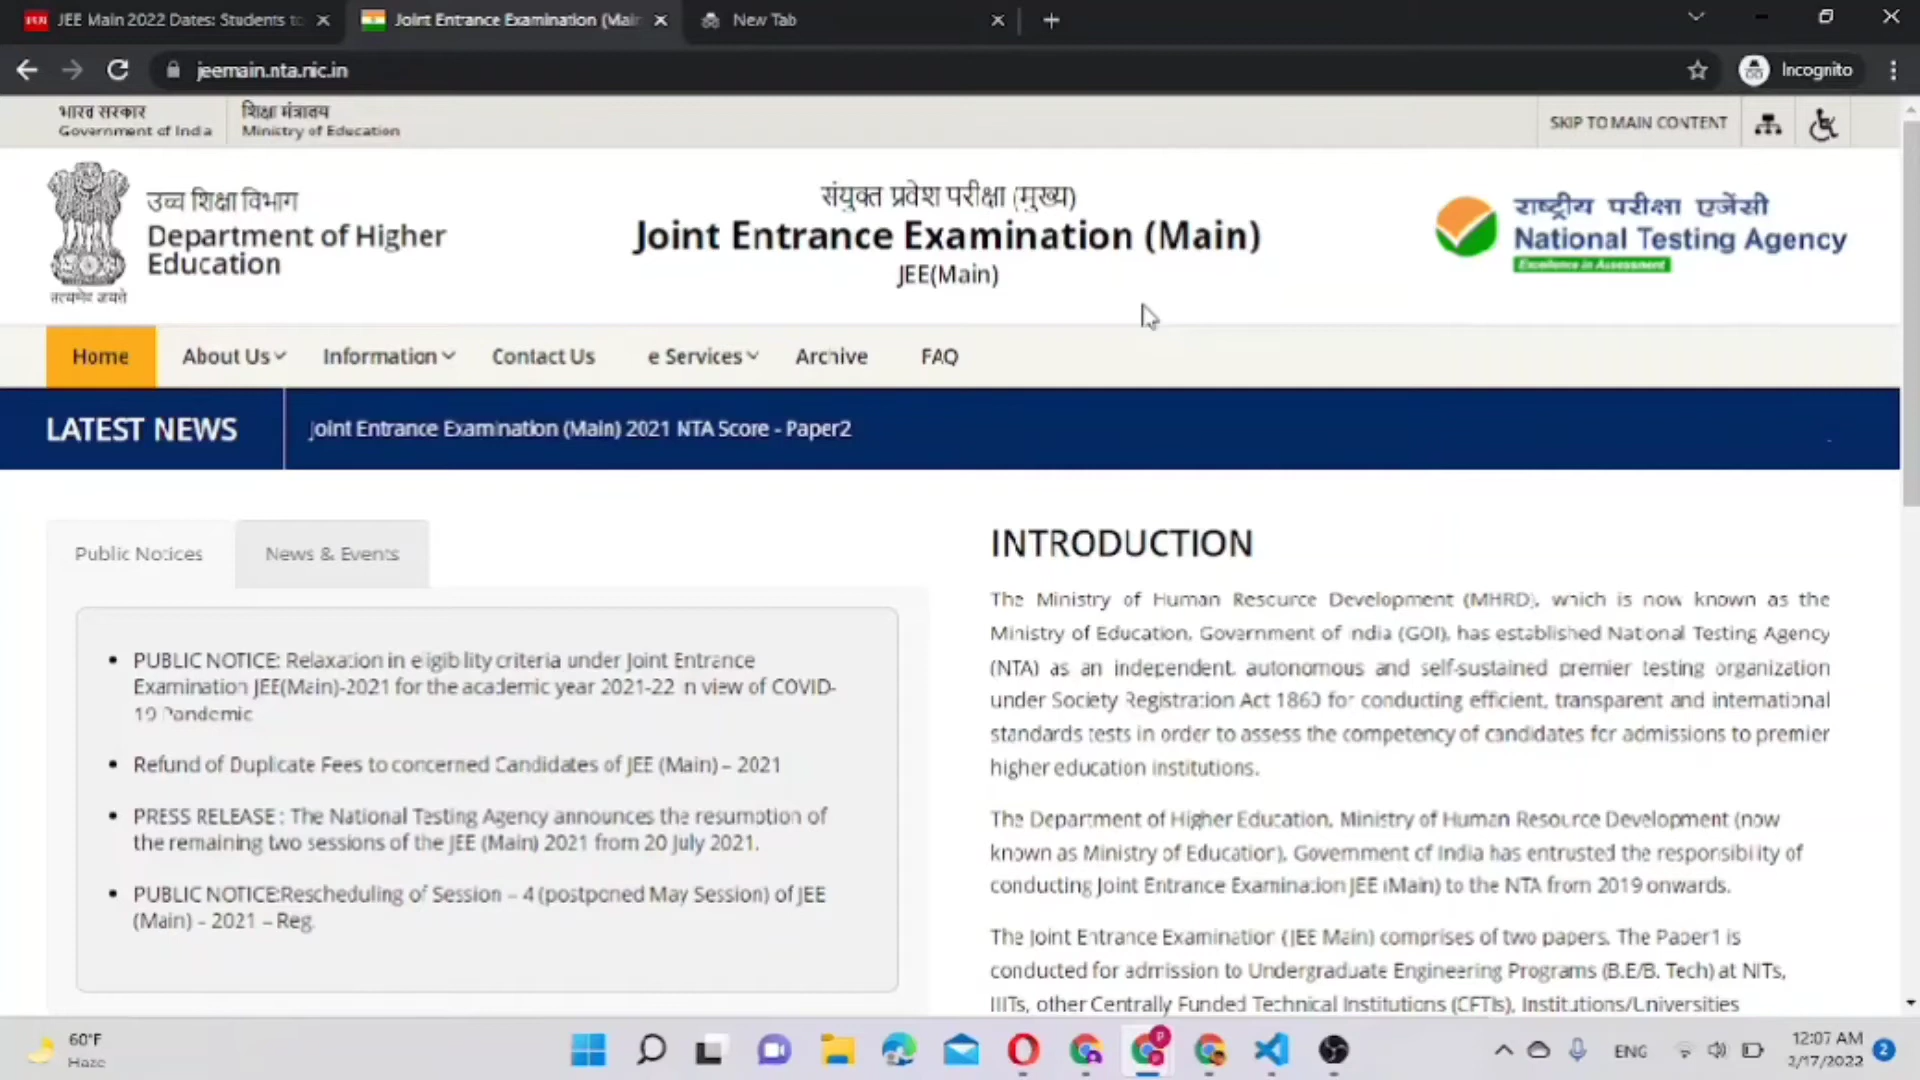 JEE Main 2022 Dates: Students to
Joint Entrance Examination (Main
New Tab
jeemain.nta.nic.in
Incognito
भारत सरकार
Government of India
शिक्षा मंत्रालय
Ministry of Education
SKIP TO MAIN CONTENT
उच्च शिक्षा विभाग
Department of Higher
Education
सत्यमेव जयते
संयुक्त प्रवेश परीक्षा (मुख्य)
Joint Entrance Examination (Main)
JEE(Main)
राष्ट्रीय परीक्षा एजेंसी
National Testing Agency
Excellence in Assessment
Home
About Us
Information
Contact Us
e Services
Archive
FAQ
LATEST NEWS
Joint Entrance Examination (Main) 2021 NTA Score - Paper2
Public Notices
News & Events
PUBLIC NOTICE: Relaxation in eligibility criteria under Joint Entrance
Examination JEE(Main)-2021 for the academic year 2021-22 in view of COVID-
19 Pandemic
Refund of Duplicate Fees to concerned Candidates of JEE (Main) – 2021
PRESS RELEASE : The National Testing Agency announces the resumption of
the remaining two sessions of the JEE (Main) 2021 from 20 July 2021.
PUBLIC NOTICE:Rescheduling of Session – 4 (postponed May Session) of JEE
(Main) – 2021 – Reg.
INTRODUCTION
The Ministry of Human Resource Development (MHRD), which is now known as the
Ministry of Education, Government of India (GOI), has established National Testing Agency
(NTA) as an independent, autonomous and self-sustained premier testing organization
under Society Registration Act 1860 for conducting efficient, transparent and international
standards tests in order to assess the competency of candidates for admissions to premier
higher education institutions.
The Department of Higher Education, Ministry of Human Resource Development (now
known as Ministry of Education), Government of India has entrusted the responsibility of
conducting Joint Entrance Examination JEE (Main) to the NTA from 2019 onwards.
The Joint Entrance Examination (JEE Main) comprises of two papers. The Paper1 is
conducted for admission to Undergraduate Engineering Programs (B.E/B. Tech) at NITs,
IIITs, other Centrally Funded Technical Institutions (CFTIs), Institutions/Universities
60°F
Haze
ENG
12:07 AM
2/17/2022
2